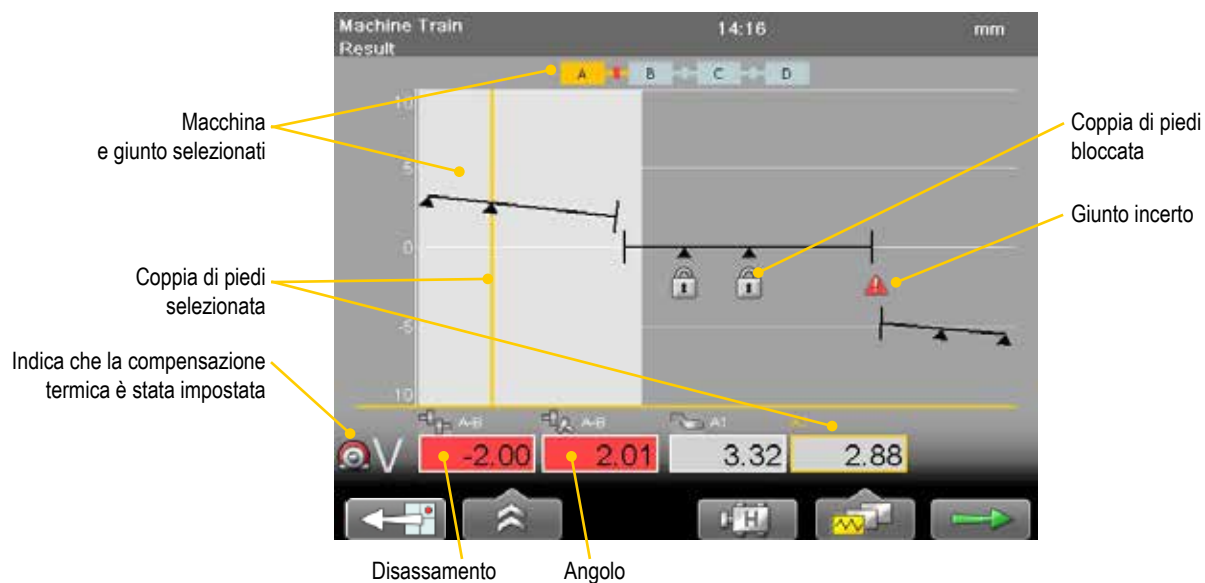 Machine Train 14:16 mm
Result
A B C D
10
5
0
-5
10
Macchina
e giunto selezionati
Coppia di piedi
selezionata
Indica che la compensazione
termica è stata impostata
Coppia di piedi
bloccata
Giunto incerto
A-B A-B A1
V -2.00 2.01 3.32 2.88
H
Disassamento Angolo